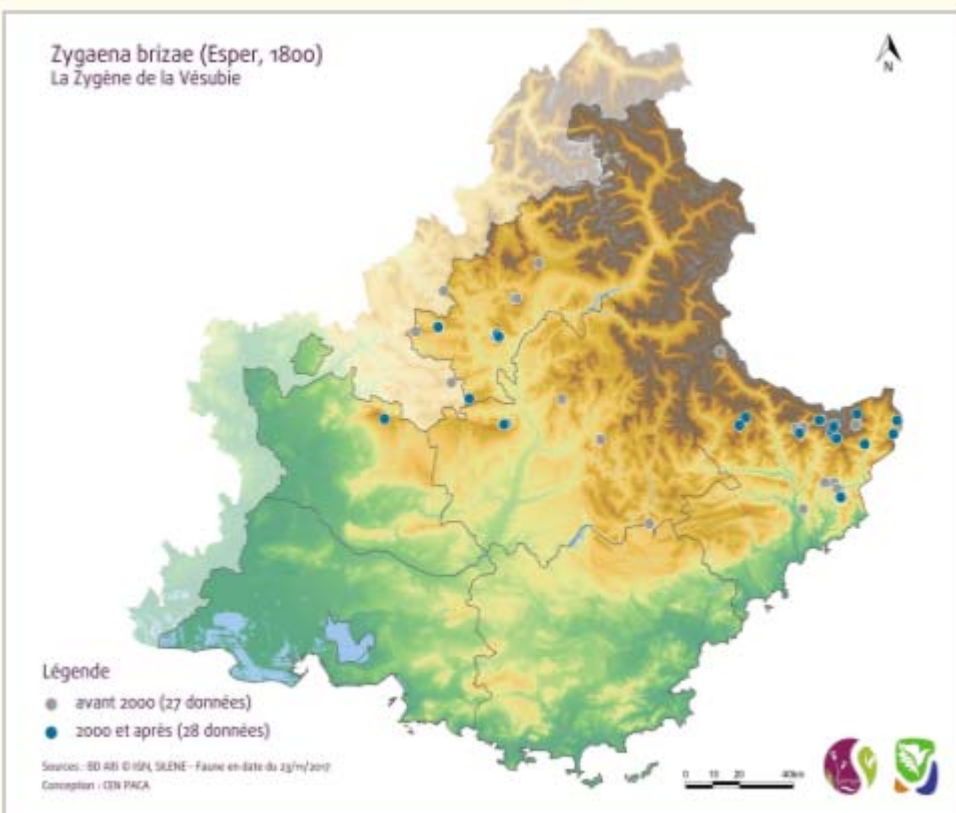 Zygaena brizae (Esper, 1800)
La Zygène de la Vésubie
N
Légende
avant 2000 (27 données)
2000 et après (28 données)
Sources : BD Alti © IGN, SILENE - Faune en date du 23/11/2017
Conception : CEN PACA
0 10 20 40km